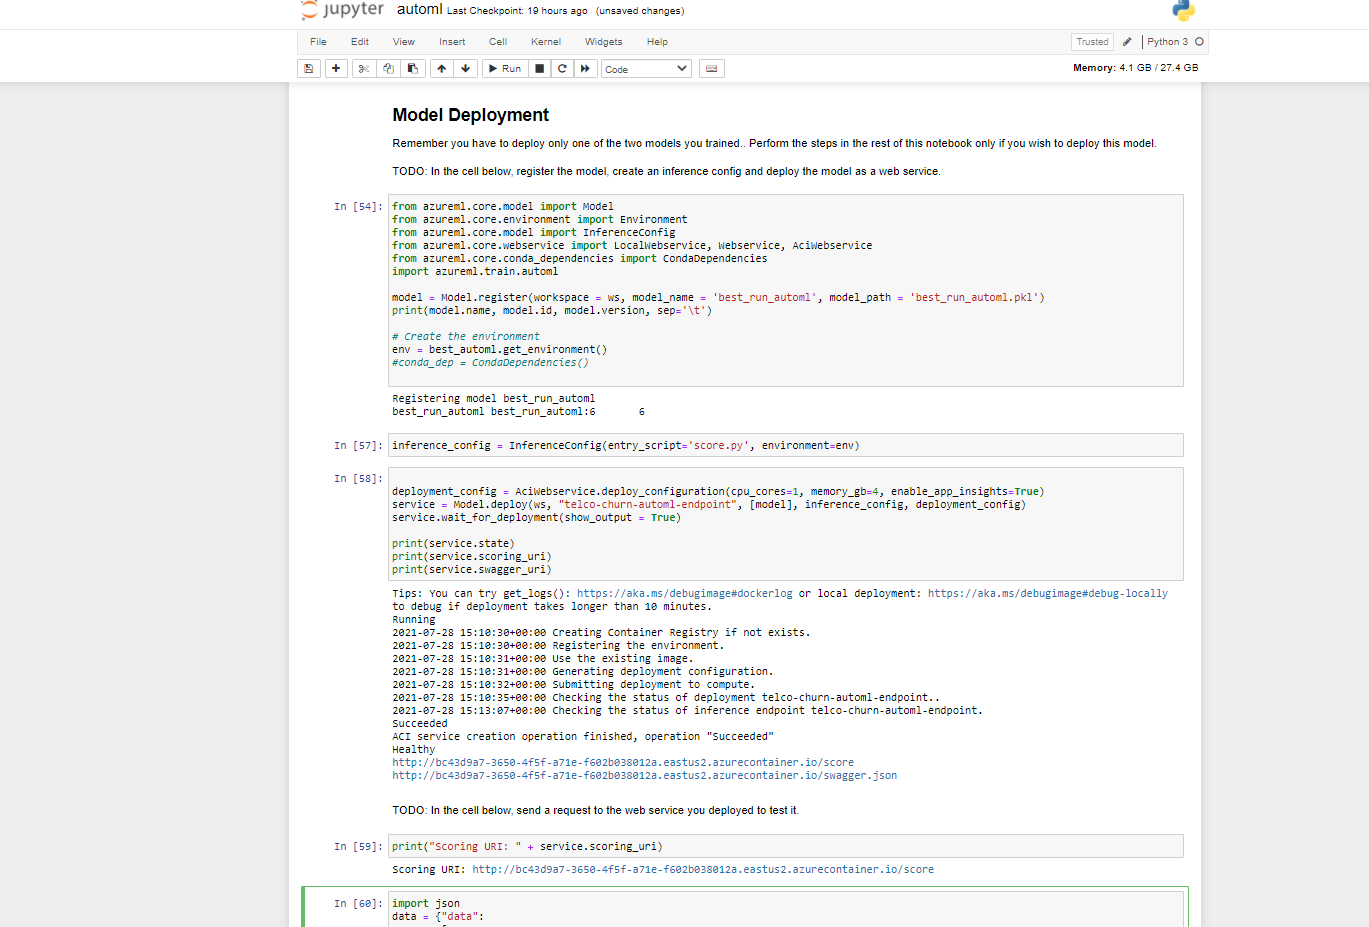 jupyter automl Last Checkpoint: 19 hours ago (unsaved changes)
File Edit View Insert Cell Kernel Widgets Help Trusted Python 3
Run Code Memory: 4.1 GB / 27.4 GB
Model Deployment
Remember you have to deploy only one of the two models you trained.. Perform the steps in the rest of this notebook only if you wish to deploy this model.
TODO: In the cell below, register the model, create an inference config and deploy the model as a web service.
In [54]: from azureml.core.model import Model
from azureml.core.environment import Environment
from azureml.core.model import InferenceConfig
from azureml.core.webservice import LocalWebservice, Webservice, AciWebservice
from azureml.core.conda_dependencies import CondaDependencies
import azureml.train.automl
model = Model.register(workspace = ws, model_name = 'best_run_automl', model_path = 'best_run_automl.pkl')
print(model.name, model.id, model.version, sep='\t')
# Create the environment
env = best_automl.get_environment()
#conda_dep = CondaDependencies()
Registering model best_run_automl
best_run_automl best_run_automl:6 6
In [57]: inference_config = InferenceConfig(entry_script='score.py', environment=env)
In [58]:
deployment_config = AciWebservice.deploy_configuration(cpu_cores=1, memory_gb=4, enable_app_insights=True)
service = Model.deploy(ws, "telco-churn-automl-endpoint", [model], inference_config, deployment_config)
service.wait_for_deployment(show_output = True)
print(service.state)
print(service.scoring_uri)
print(service.swagger_uri)
Tips: You can try get_logs(): https://aka.ms/debugimage#dockerlog or local deployment: https://aka.ms/debugimage#debug-locally
to debug if deployment takes longer than 10 minutes.
Running
2021-07-28 15:10:30+00:00 Creating Container Registry if not exists.
2021-07-28 15:10:30+00:00 Registering the environment.
2021-07-28 15:10:31+00:00 Use the existing image.
2021-07-28 15:10:31+00:00 Generating deployment configuration.
2021-07-28 15:10:32+00:00 Submitting deployment to compute.
2021-07-28 15:10:35+00:00 Checking the status of deployment telco-churn-automl-endpoint..
2021-07-28 15:13:07+00:00 Checking the status of inference endpoint telco-churn-automl-endpoint.
Succeeded
ACI service creation operation finished, operation "Succeeded"
Healthy
http://bc43d9a7-3650-4f5f-a71e-f602b038012a.eastus2.azurecontainer.io/score
http://bc43d9a7-3650-4f5f-a71e-f602b038012a.eastus2.azurecontainer.io/swagger.json
TODO: In the cell below, send a request to the web service you deployed to test it.
In [59]: print("Scoring URI: " + service.scoring_uri)
Scoring URI: http://bc43d9a7-3650-4f5f-a71e-f602b038012a.eastus2.azurecontainer.io/score
In [60]: import json
data = {"data":